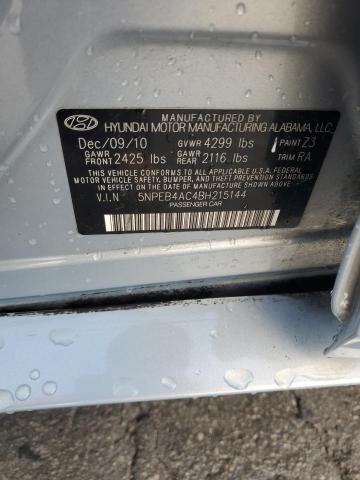 MANUFACTURED BY
HYUNDAI MOTOR MANUFACTURING ALABAMA, LLC.
Dec/09/10 GVWR 4299 lbs PAINT Z3
GAWR FRONT 2425 lbs GAWR REAR 2116 lbs TRIM RA
THIS VEHICLE CONFORMS TO ALL APPLICABLE U.S.A. FEDERAL
MOTOR VEHICLE SAFETY, BUMPER, AND THEFT PREVENTION
STANDARDS IN EFFECT ON THE DATE OF MANUFACTURE SHOWN ABOVE.
V.I.N 5NPEB4AC4BH215144